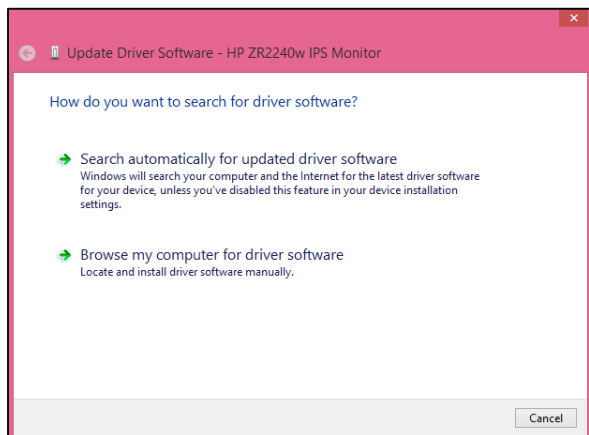 Update Driver Software - HP ZR2240w IPS Monitor
How do you want to search for driver software?
Search automatically for updated driver software
Windows will search your computer and the Internet for the latest driver software
for your device, unless you've disabled this feature in your device installation
settings.
Browse my computer for driver software
Locate and install driver software manually.
Cancel